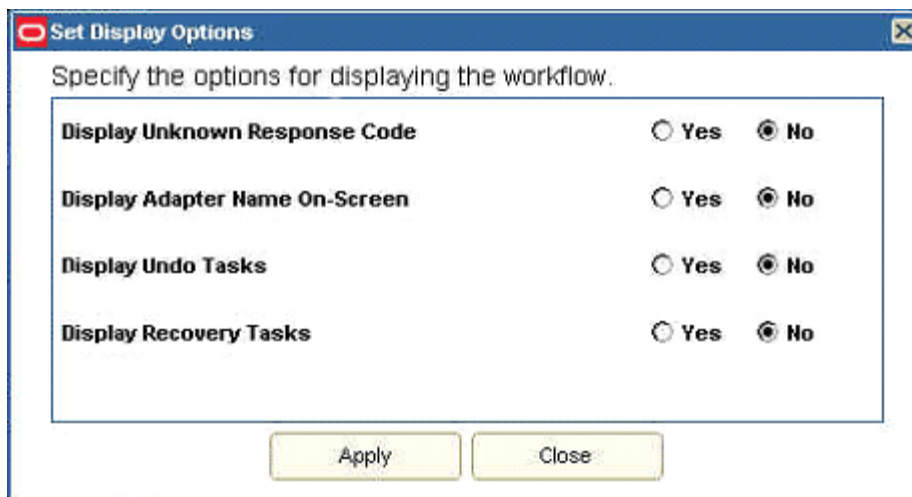 Set Display Options
Specify the options for displaying the workflow.
Display Unknown Response Code Yes No
Display Adapter Name On-Screen Yes No
Display Undo Tasks Yes No
Display Recovery Tasks Yes No
Apply Close